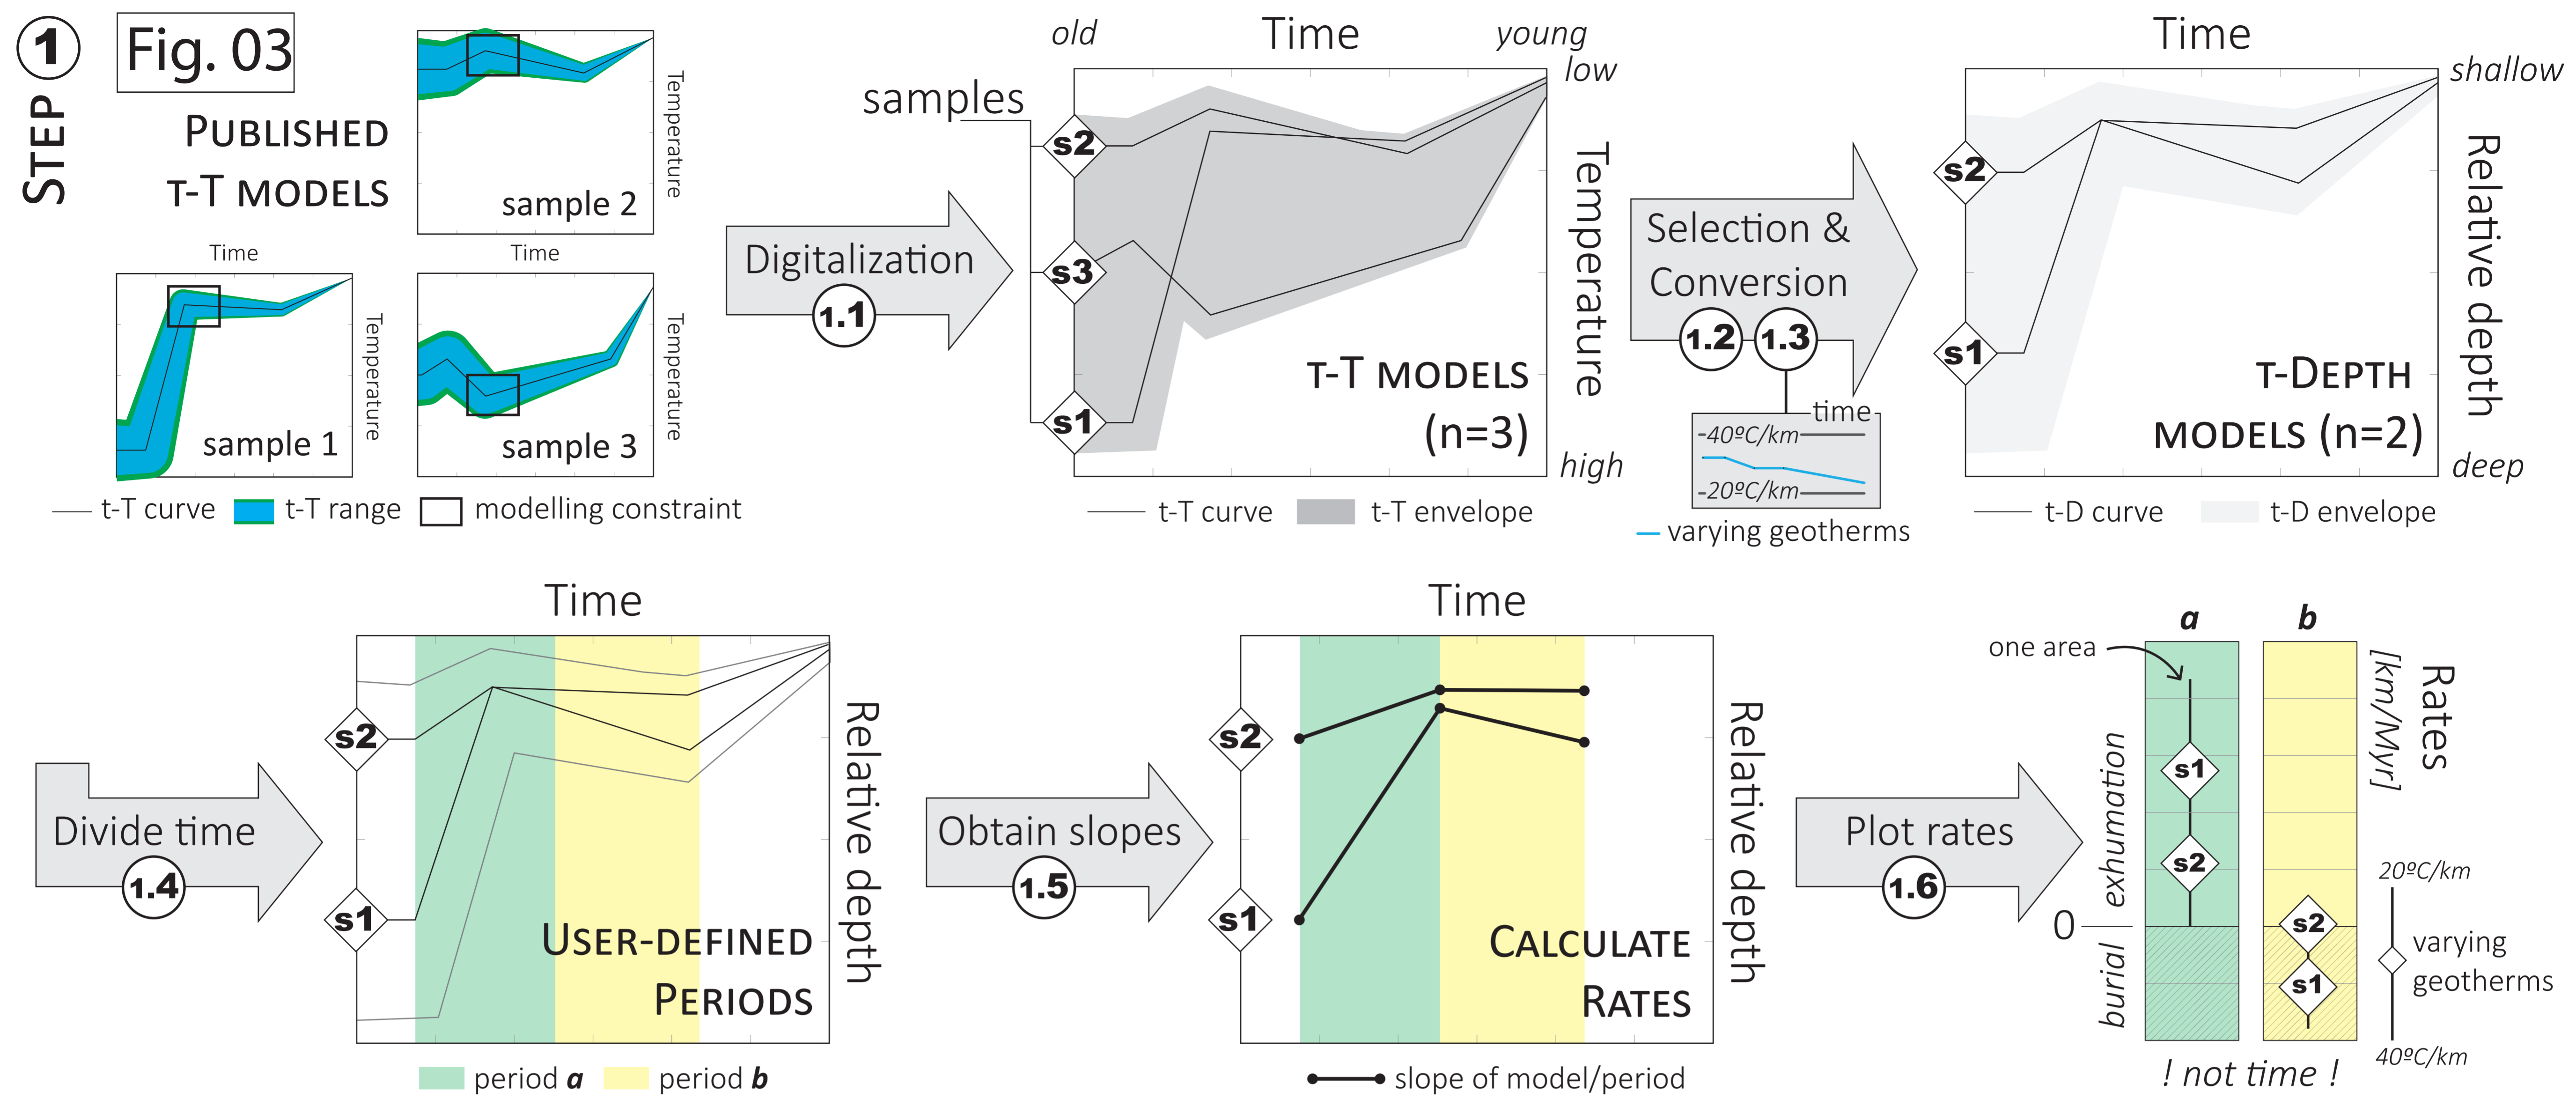 1
STEP
Fig. 03
PUBLISHED
T-T MODELS
Temperature
sample 2
Time
Time
Temperature
sample 1
Temperature
sample 3
t-T curve
t-T range
modelling constraint
Digitalization
1.1
old
Time
young
low
samples
s2
s3
s1
Temperature
T-T MODELS
(n=3)
high
t-T curve
t-T envelope
Selection &
Conversion
1.2
1.3
time
-40ºC/km
-20ºC/km
varying geotherms
Time
shallow
s2
s1
Relative depth
T-DEPTH
MODELS (n=2)
deep
t-D curve
t-D envelope
Divide time
1.4
Time
s2
s1
Relative depth
USER-DEFINED
PERIODS
period a
period b
Obtain slopes
1.5
Time
s2
s1
Relative depth
CALCULATE
RATES
slope of model/period
Plot rates
1.6
a
b
one area
Rates
[km/Myr]
exhumation
burial
0
s1
s2
s2
s1
20ºC/km
varying
geotherms
40ºC/km
! not time !